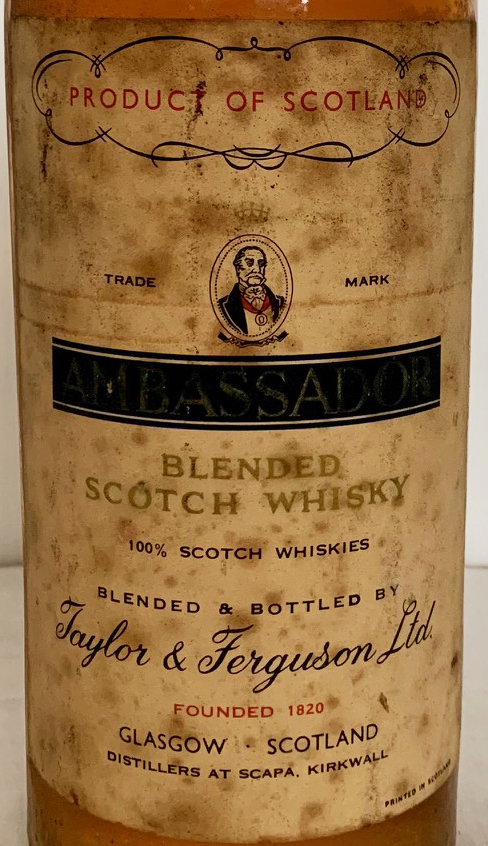 PRODUCT OF SCOTLAND
TRADE MARK
AMBASSADOR
BLENDED
SCOTCH WHISKY
100% SCOTCH WHISKIES
BLENDED & BOTTLED BY
Taylor & Ferguson Ltd.
FOUNDED 1820
GLASGOW · SCOTLAND
DISTILLERS AT SCAPA, KIRKWALL
PRINTED IN SCOTLAND